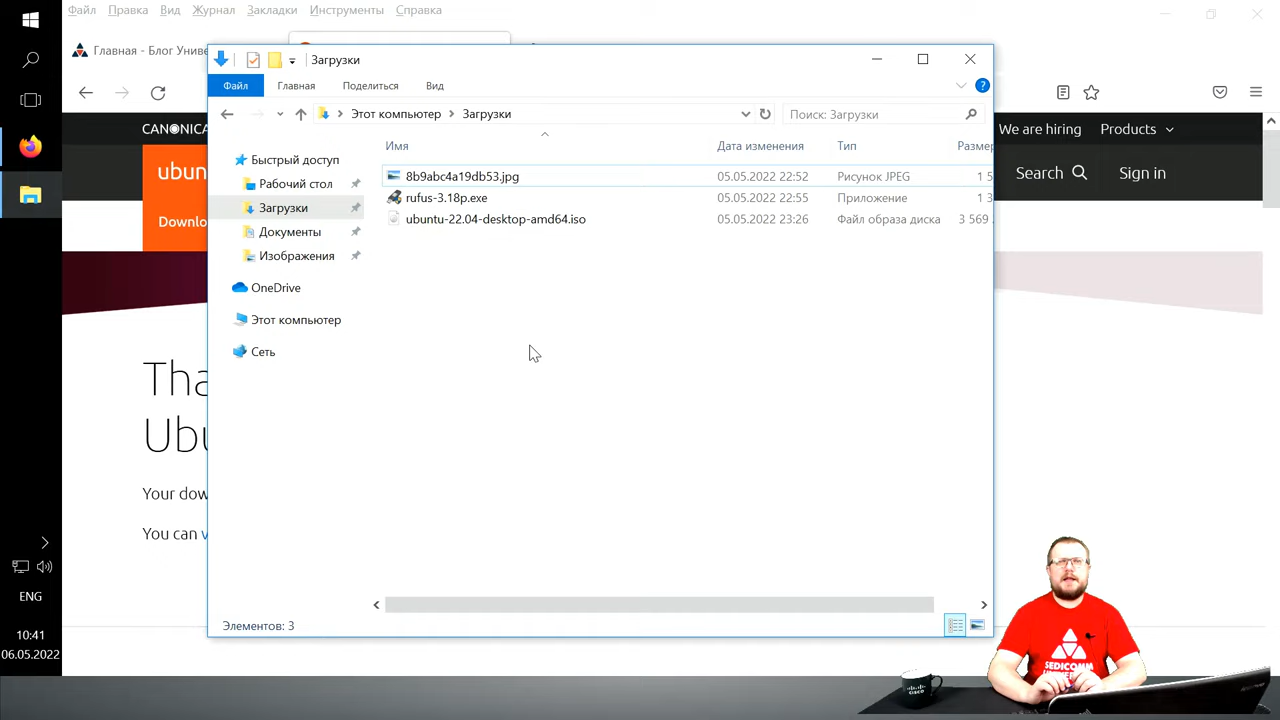 Файл Правка Вид Журнал Закладки Инструменты Справка
Главная - Блог Униве
Загрузки
Файл Главная Поделиться Вид
Этот компьютер Загрузки
Поиск: Загрузки
CANONICA
We are hiring Products
ubun
Search Sign in
Downlo
Имя Дата изменения Тип Размер
Быстрый доступ
Рабочий стол
Загрузки
Документы
Изображения
OneDrive
Этот компьютер
Сеть
8b9abc4a19db53.jpg 05.05.2022 22:52 Рисунок JPEG 1 5
rufus-3.18p.exe 05.05.2022 22:55 Приложение 1 3
ubuntu-22.04-desktop-amd64.iso 05.05.2022 23:26 Файл образа диска 3 569
Tha
Ubu
Your dow
You can v
Элементов: 3
ENG
10:41
06.05.2022
SEDICOMM